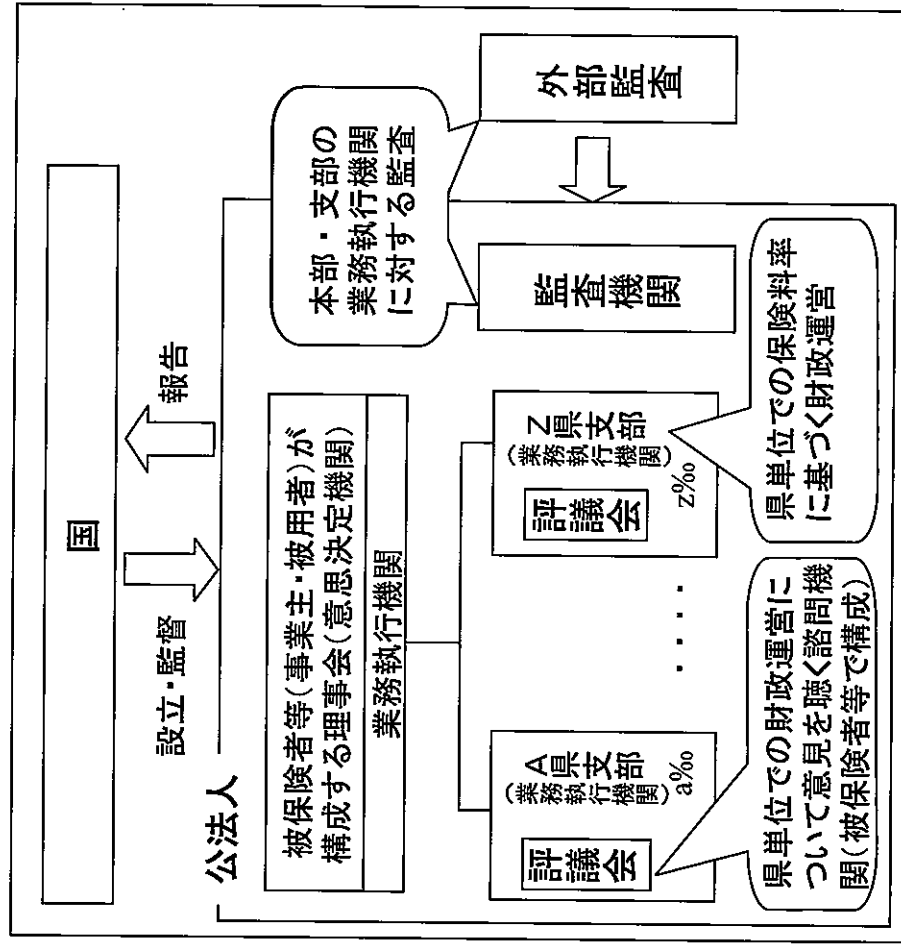 国
設立・監督
報告
公法人
被保険者等(事業主・被用者)が
構成する理事会(意思決定機関)
業務執行機関
本部・支部の
業務執行機関
に対する監査
監査機関
外部監査
A県支部
(業務執行機関)
評議会
a‰
・・・・
Z県支部
(業務執行機関)
評議会
z‰
県単位での財政運営に
ついて意見を聴く諮問機
関(被保険者等で構成)
県単位での保険料率
に基づく財政運営